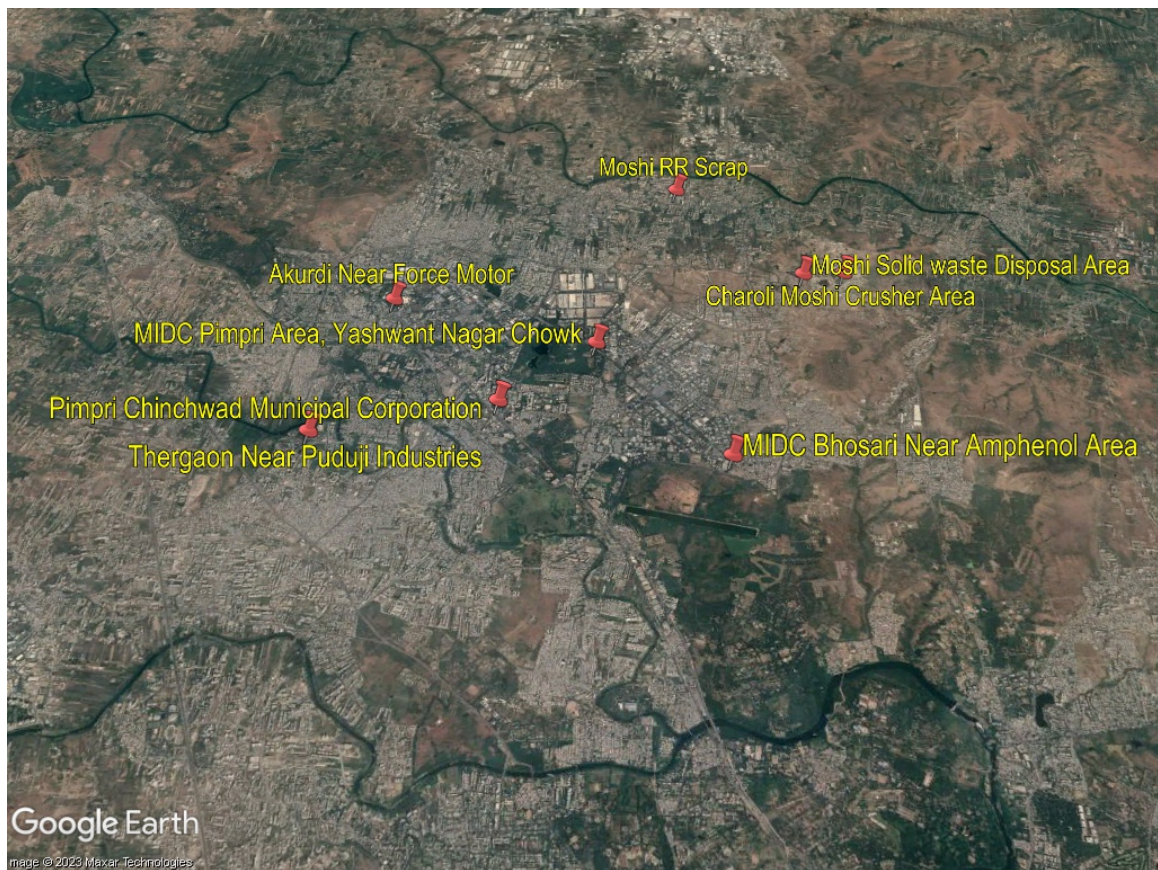 Moshi RR Scrap
Akurdi Near Force Motor
Moshi Solid waste Disposal Area
Charoli Moshi Crusher Area
MIDC Pimpri Area, Yashwant Nagar Chowk
Pimpri Chinchwad Municipal Corporation
MIDC Bhosari Near Amphenol Area
Thergaon Near Puduji Industries
Google Earth
mage © 2023 Maxar Technologies